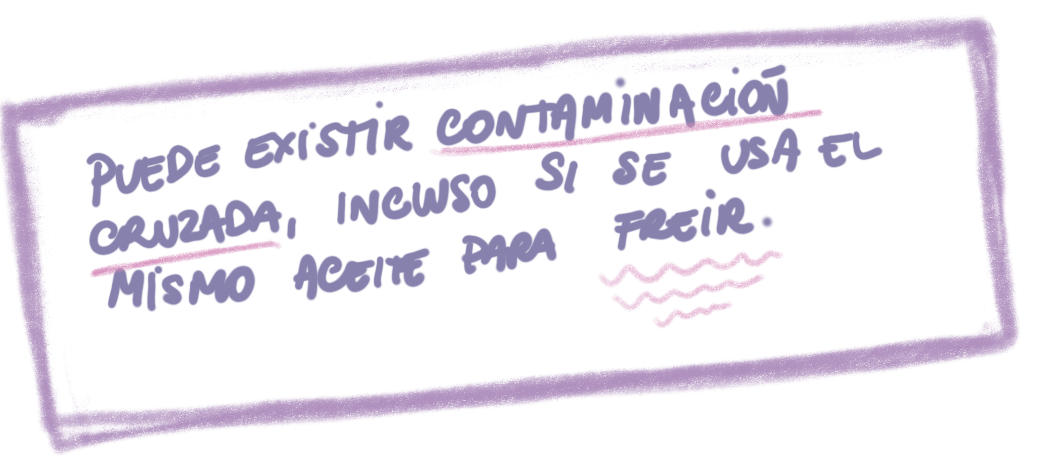 PUEDE EXISTIR CONTAMINACIÓN
CRUZADA, INCLUSO SI SE USA EL
MISMO ACEITE PARA FREIR.